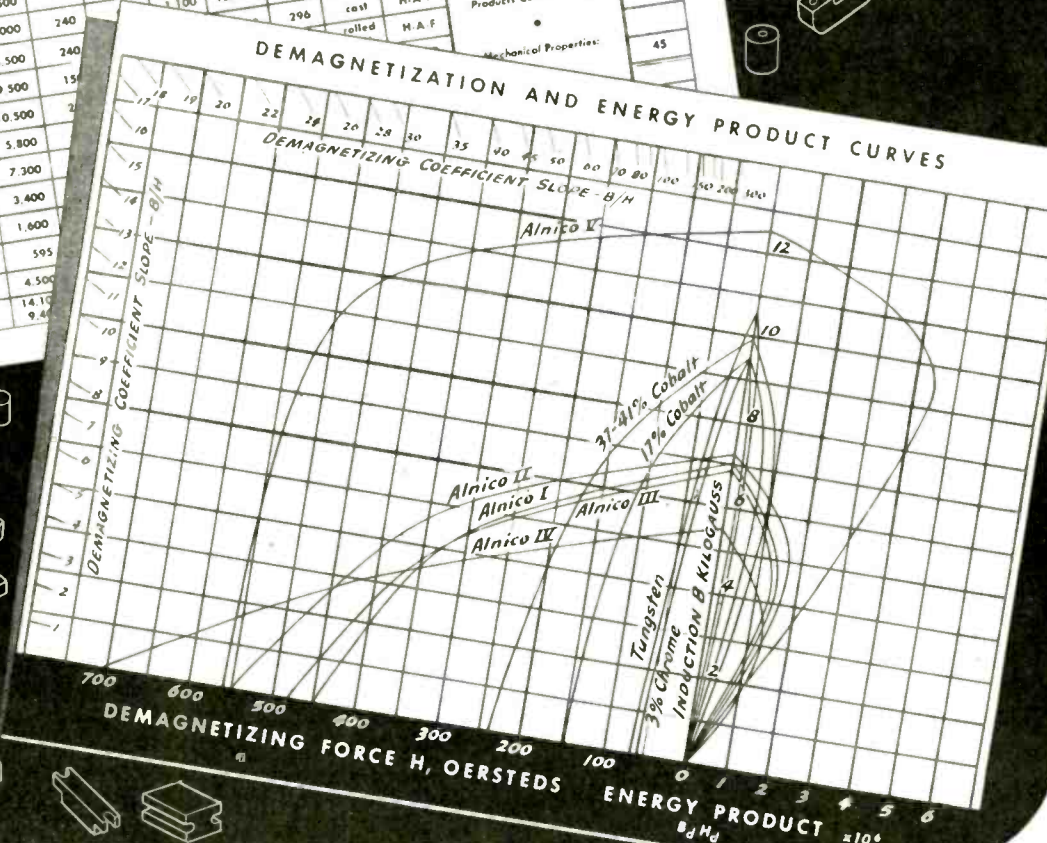 240
296
cast
rolled
H.A.F
Mechanical Properties:
45
.500
240
500
0.500
5.800
7.300
3,400
1,600
595
4.500
DEMAGNETIZATION AND ENERGY PRODUCT CURVES
17 18 19 20 22 24 26 28 30 35 40 45 50 60 70 80 100 150 200 300
DEMAGNETIZING COEFFICIENT SLOPE - B/H
16
15
14
13
12
11
10
9
8
7
6
5
4
3
2
1
DEMAGNETIZING COEFFICIENT SLOPE - B/H
Alnico V
12
10
37-41% Cobalt
17% Cobalt
8
Alnico II
Alnico I
Alnico III
6
Alnico IV
4
Tungsten
3% Chrome
INDUCTION B KILOGAUSS
2
700 600 500 400 300 200 100 0 1 2 3 4 5 6
DEMAGNETIZING FORCE H, OERSTEDS
ENERGY PRODUCT x10⁶
BdHd